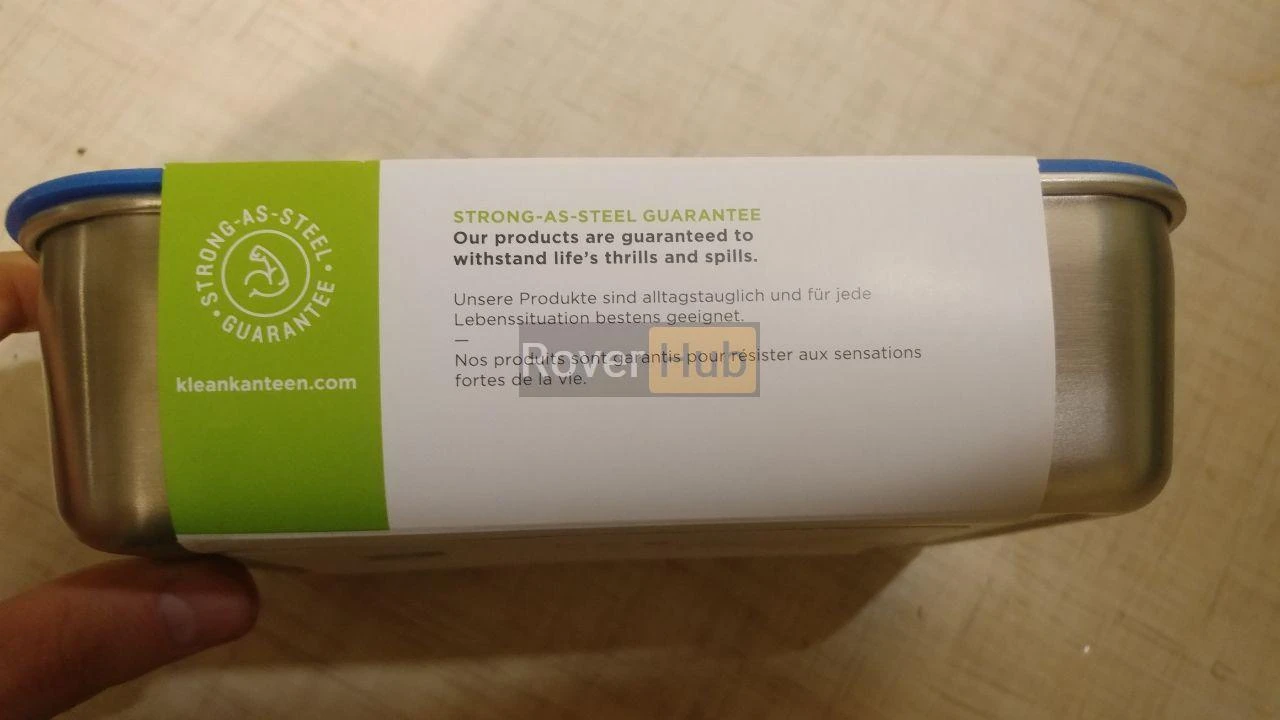 STRONG-AS-STEEL
GUARANTEE
kleankanteen.com
STRONG-AS-STEEL GUARANTEE
Our products are guaranteed to
withstand life’s thrills and spills.
Unsere Produkte sind alltagstauglich und für jede
Lebenssituation bestens geeignet.
—
Nos produits sont garantis pour résister aux sensations
fortes de la vie.
Rover Hub